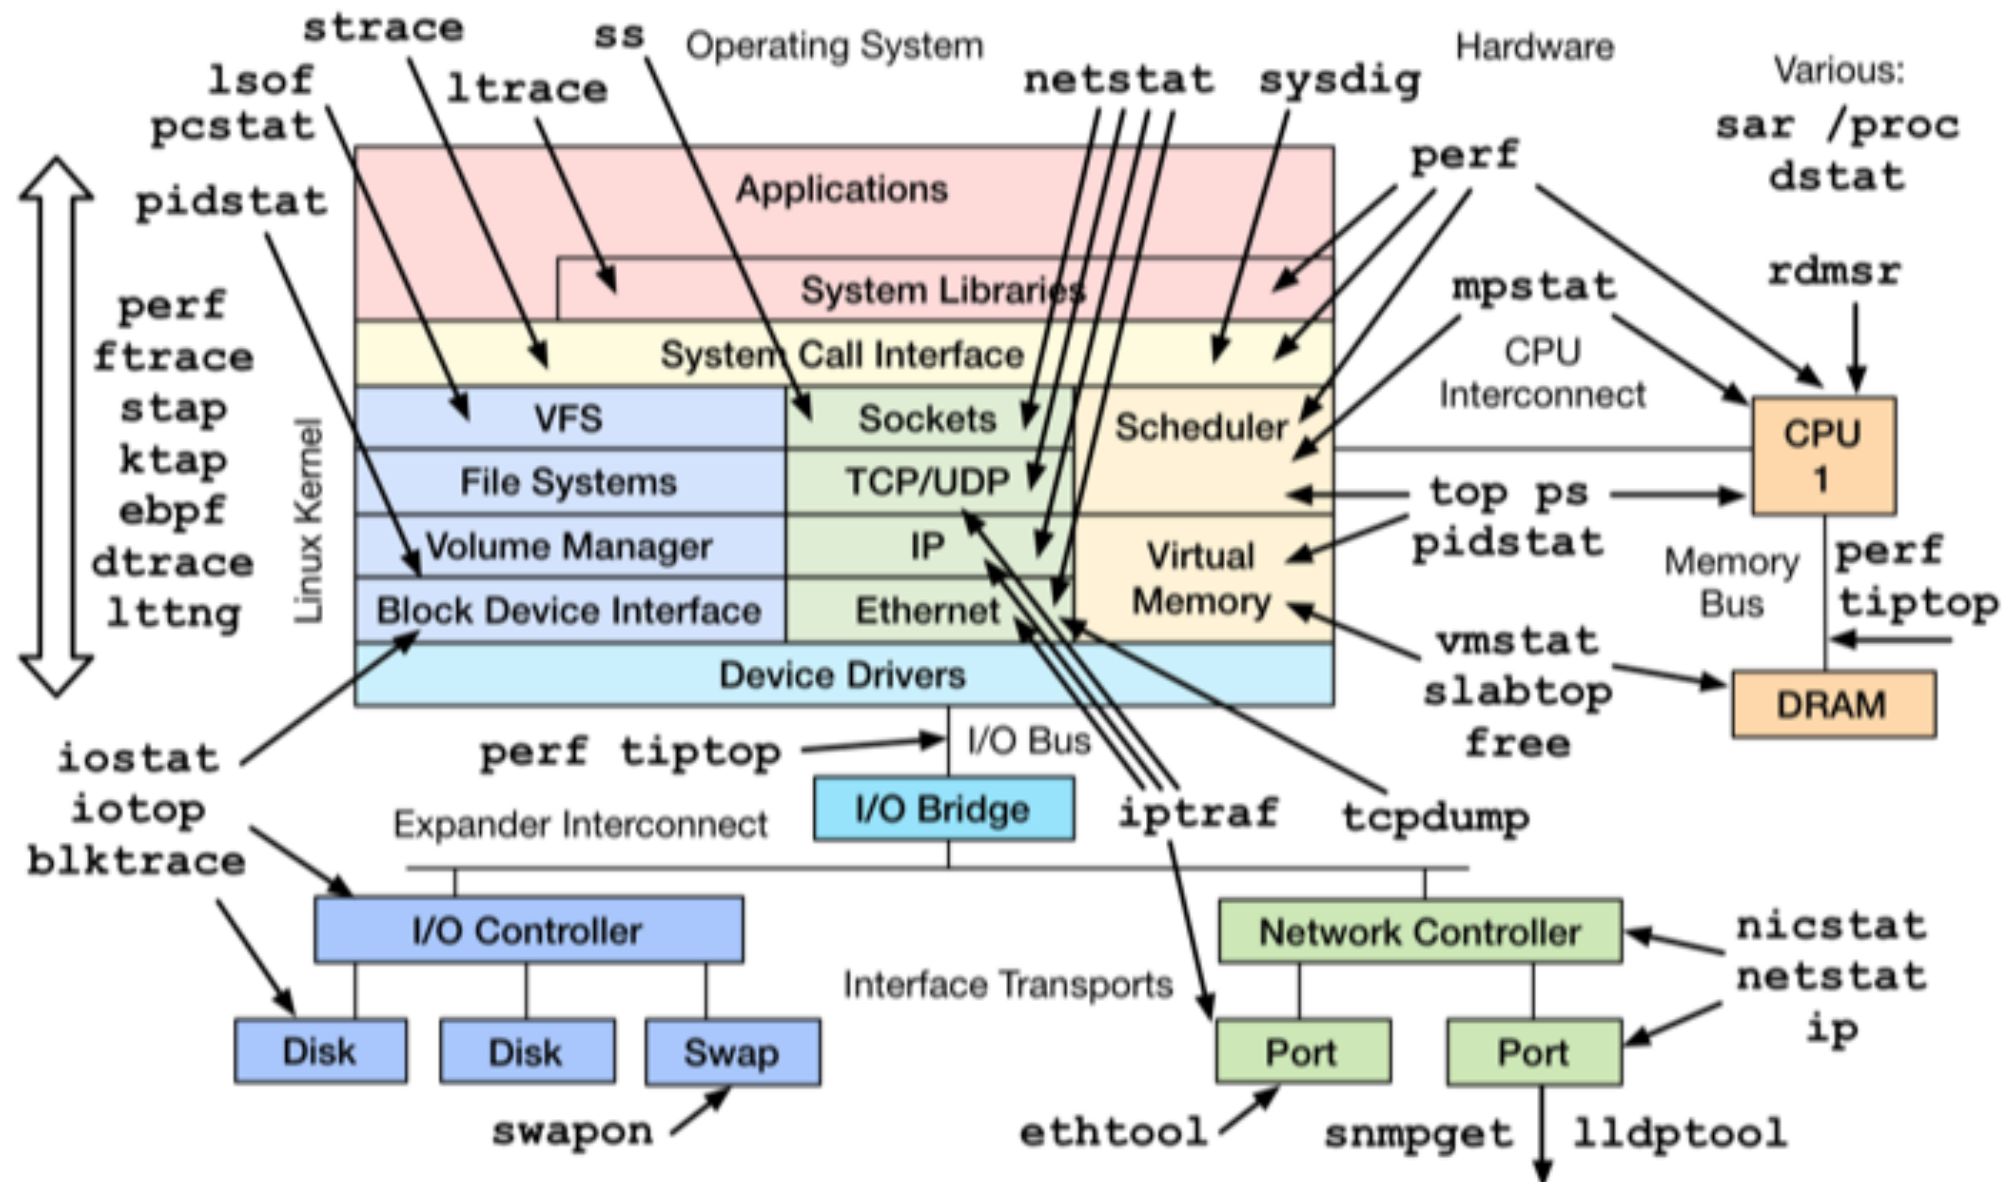 strace
ss
Operating System
Hardware
lsof
pcstat
ltrace
netstat
sysdig
Various:
sar /proc
dstat
perf
pidstat
Applications
rdmsr
mpstat
System Libraries
CPU
Interconnect
perf
ftrace
stap
ktap
ebpf
dtrace
lttng
Linux Kernel
System Call Interface
VFS
Sockets
Scheduler
CPU
1
File Systems
TCP/UDP
top ps
pidstat
Volume Manager
IP
Virtual
Memory
Memory
Bus
perf
tiptop
Block Device Interface
Ethernet
vmstat
slabtop
free
Device Drivers
DRAM
iostat
iotop
blktrace
perf tiptop
I/O Bus
I/O Bridge
Expander Interconnect
iptraf
tcpdump
I/O Controller
Network Controller
nicstat
netstat
ip
Interface Transports
Disk
Disk
Swap
Port
Port
swapon
ethtool
snmpget
lldptool